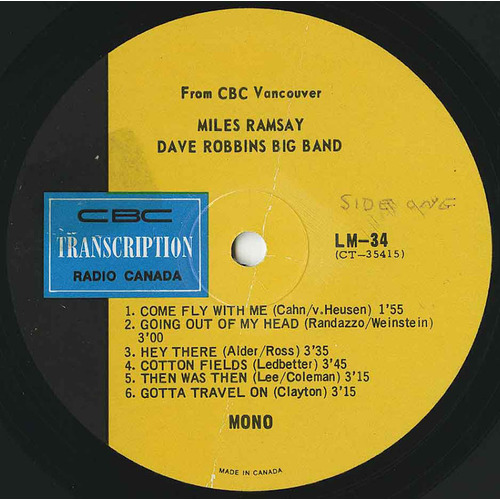 From CBC Vancouver
MILES RAMSAY
DAVE ROBBINS BIG BAND
SIDE ONE
CBC
TRANSCRIPTION
RADIO CANADA
LM-34
(CT-35415)
1. COME FLY WITH ME (Cahn/v.Heusen) 1'55
2. GOING OUT OF MY HEAD (Randazzo/Weinstein)
3'00
3. HEY THERE (Alder/Ross) 3'35
4. COTTON FIELDS (Ledbetter) 3'45
5. THEN WAS THEN (Lee/Coleman) 3'15
6. GOTTA TRAVEL ON (Clayton) 3'15
MONO
MADE IN CANADA